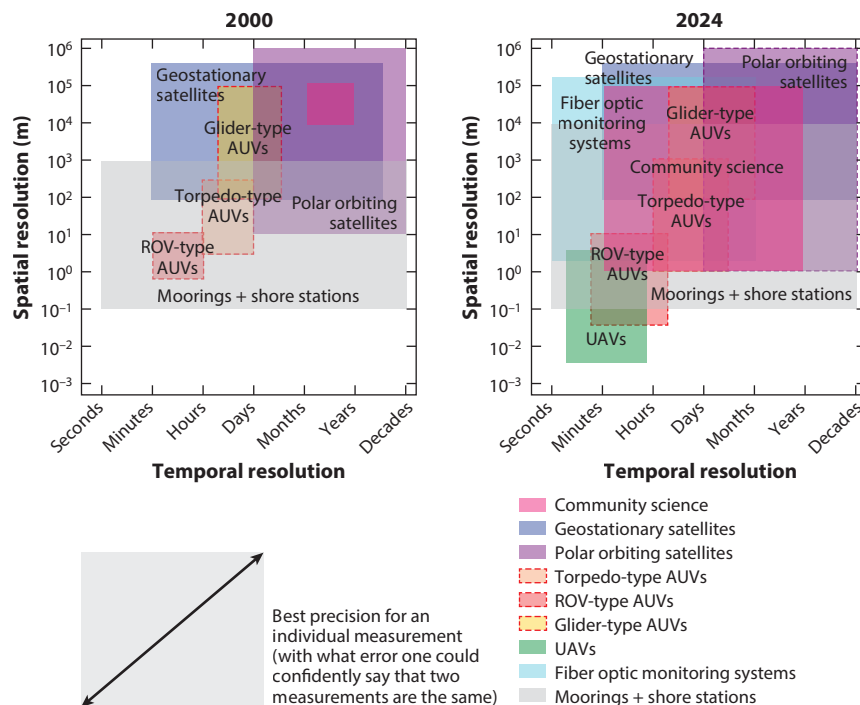 2000
Spatial resolution (m)
10⁶
10⁵
10⁴
10³
10²
10¹
10⁰
10⁻¹
10⁻²
10⁻³
Geostationary
satellites
Glider-type
AUVs
Torpedo-type
AUVs
Polar orbiting
satellites
ROV-type
AUVs
Moorings + shore stations
Seconds
Minutes
Hours
Days
Months
Years
Decades
Temporal resolution
2024
Spatial resolution (m)
10⁶
10⁵
10⁴
10³
10²
10¹
10⁰
10⁻¹
10⁻²
10⁻³
Geostationary
satellites
Polar orbiting
satellites
Fiber optic
monitoring
systems
Glider-type
AUVs
Community science
Torpedo-type
AUVs
ROV-type
AUVs
Moorings + shore stations
UAVs
Seconds
Minutes
Hours
Days
Months
Years
Decades
Temporal resolution
Best precision for an
individual measurement
(with what error one could
confidently say that two
measurements are the same)
Community science
Geostationary satellites
Polar orbiting satellites
Torpedo-type AUVs
ROV-type AUVs
Glider-type AUVs
UAVs
Fiber optic monitoring systems
Moorings + shore stations